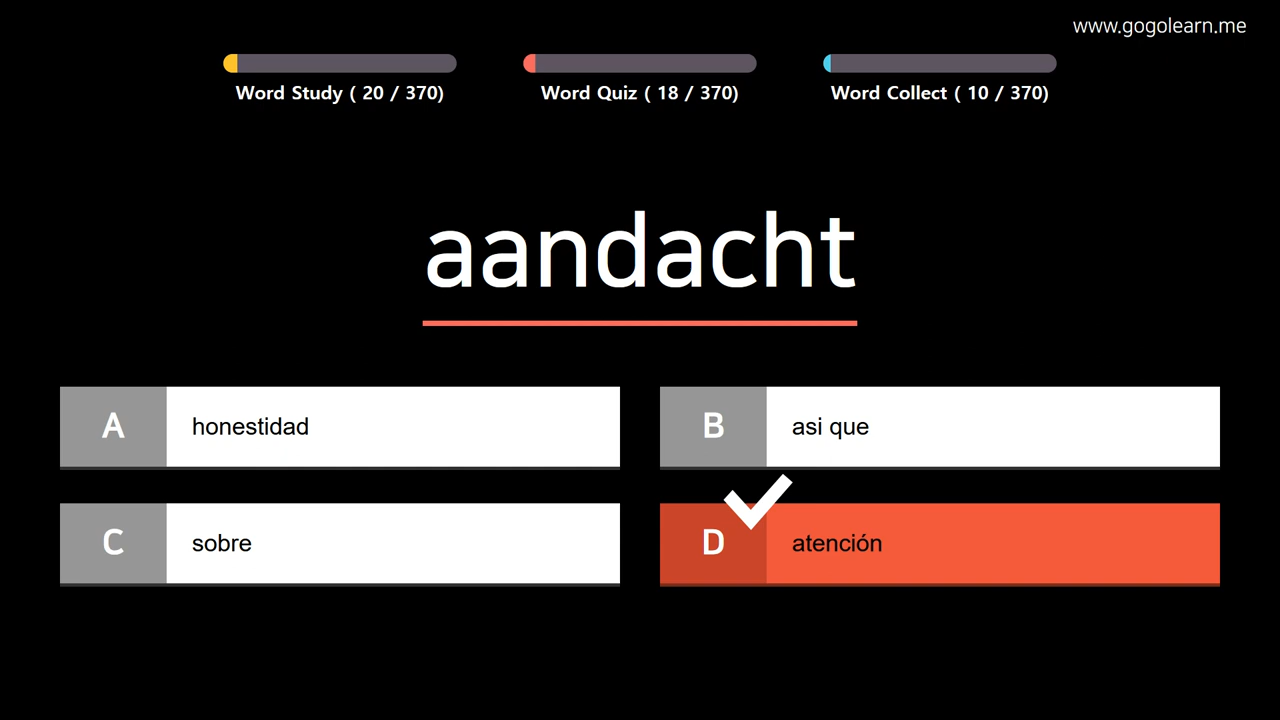 www.gogolearn.me
Word Study ( 20 / 370)
Word Quiz ( 18 / 370)
Word Collect ( 10 / 370)
aandacht
A
honestidad
B
asi que
C
sobre
D
atención